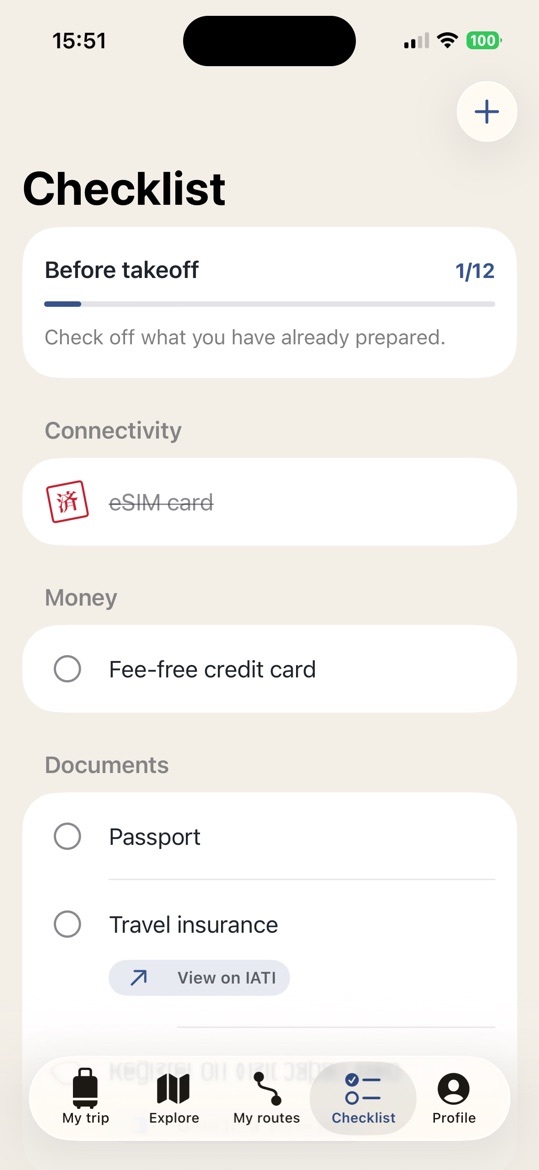 15:51
100
Checklist
Before takeoff
1/12
Check off what you have already prepared.
Connectivity
済
eSIM card
Money
Fee-free credit card
Documents
Passport
Travel insurance
View on IATI
My trip
Explore
My routes
Checklist
Profile